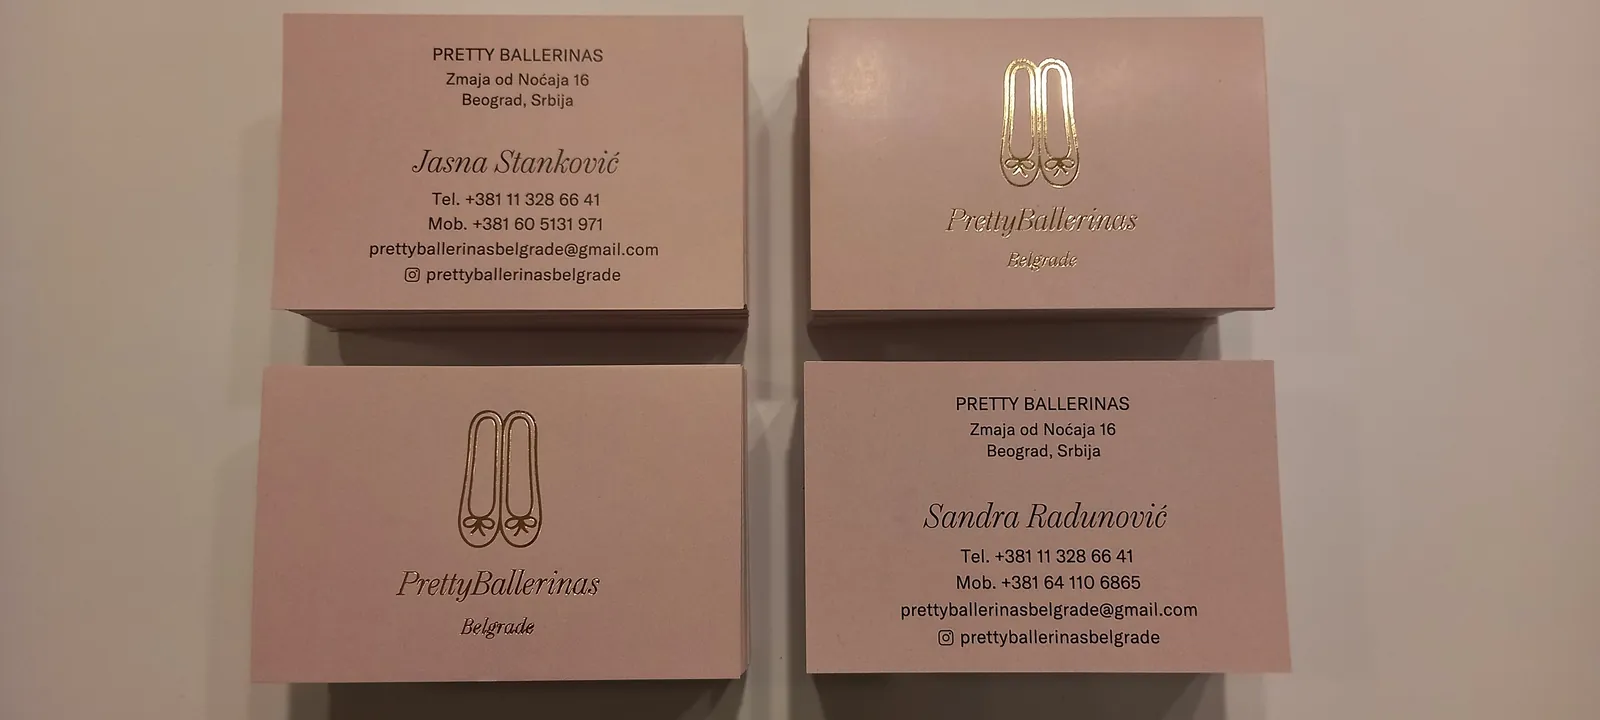 PRETTY BALLERINAS
Zmaja od Noćaja 16
Beograd, Srbija
Jasna Stanković
Tel. +381 11 328 66 41
Mob. +381 60 5131 971
prettyballerinasbelgrade@gmail.com
prettyballerinasbelgrade
PrettyBallerinas
Belgrade
PrettyBallerinas
Belgrade
PRETTY BALLERINAS
Zmaja od Noćaja 16
Beograd, Srbija
Sandra Radunović
Tel. +381 11 328 66 41
Mob. +381 64 110 6865
prettyballerinasbelgrade@gmail.com
prettyballerinasbelgrade